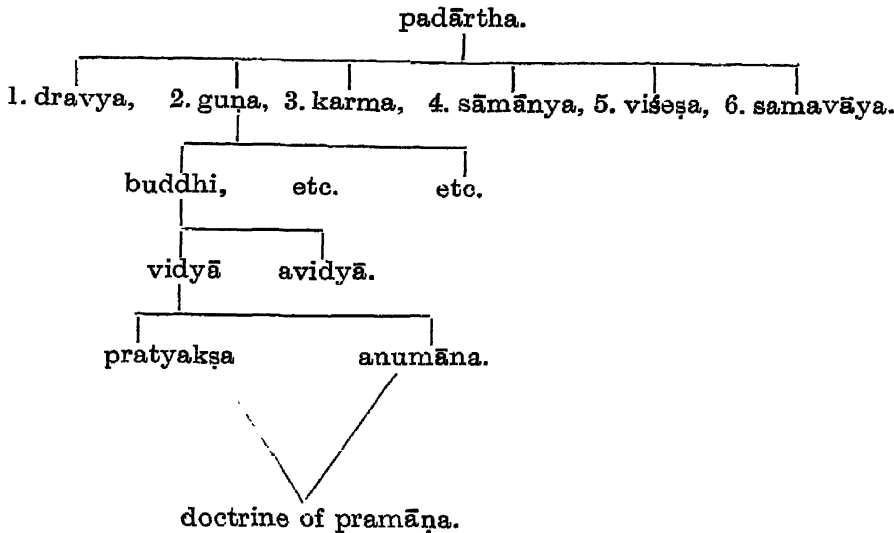 padārtha.
1. dravya, 2. guṇa, 3. karma, 4. sāmānya, 5. viśeṣa, 6. samavāya.
buddhi, etc. etc.
vidyā avidyā.
pratyakṣa anumāna.
doctrine of pramāṇa.